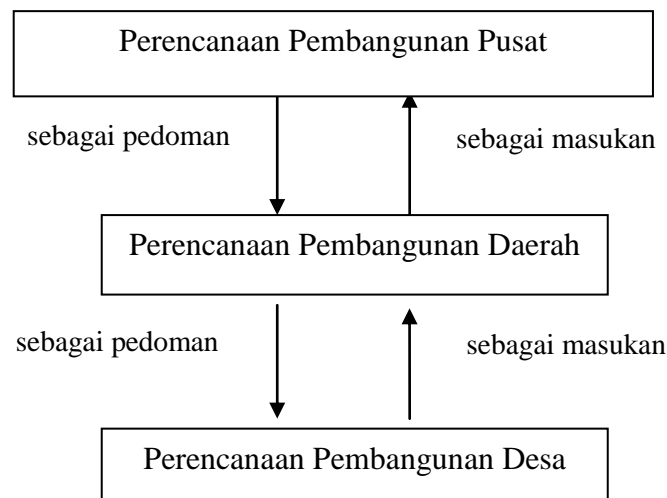 Perencanaan Pembangunan Pusat
sebagai pedoman
sebagai masukan
Perencanaan Pembangunan Daerah
sebagai pedoman
sebagai masukan
Perencanaan Pembangunan Desa